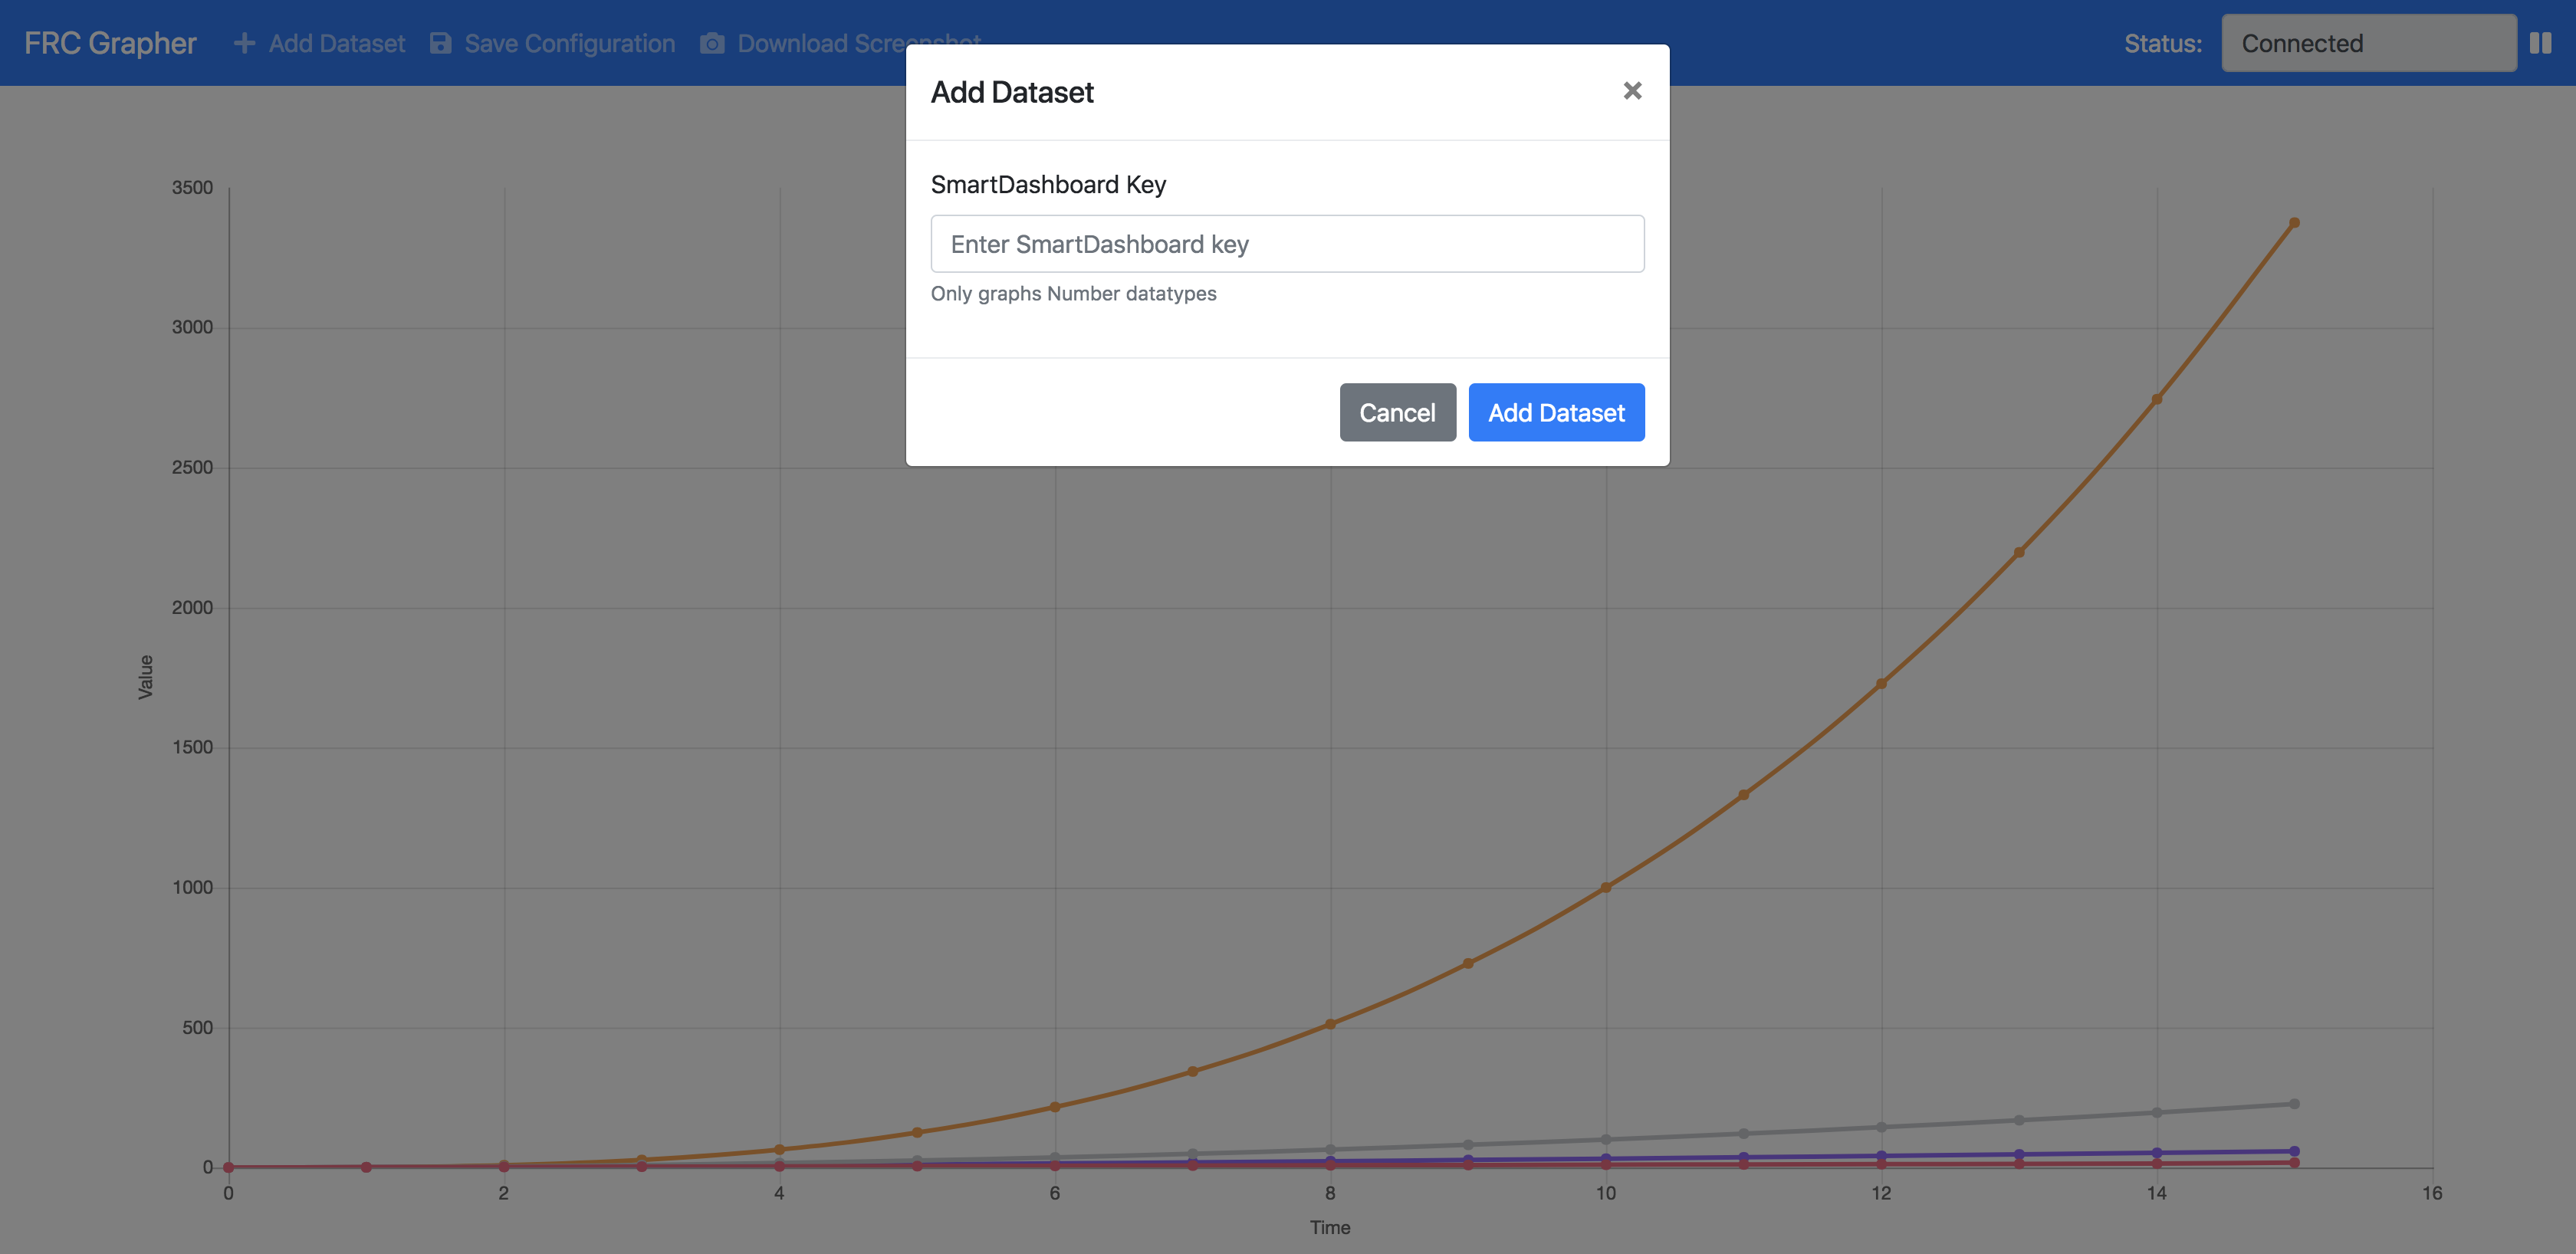 FRC Grapher Add Dataset Save Configuration Download Screenshot Status: Connected
Add Dataset
SmartDashboard Key
Enter SmartDashboard key
Only graphs Number datatypes
Cancel Add Dataset
3500
3000
2500
2000
1500
1000
500
0
Value
0 2 4 6 8 10 12 14 16
Time